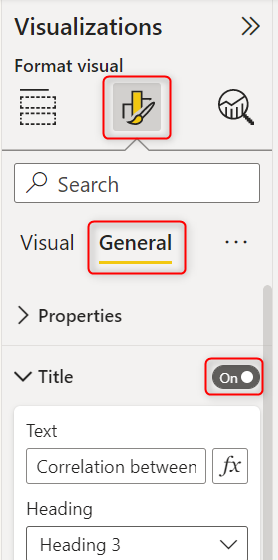 Visualizations
Format visual
Search
Visual General ...
Properties
Title On
Text
Correlation between fx
Heading
Heading 3